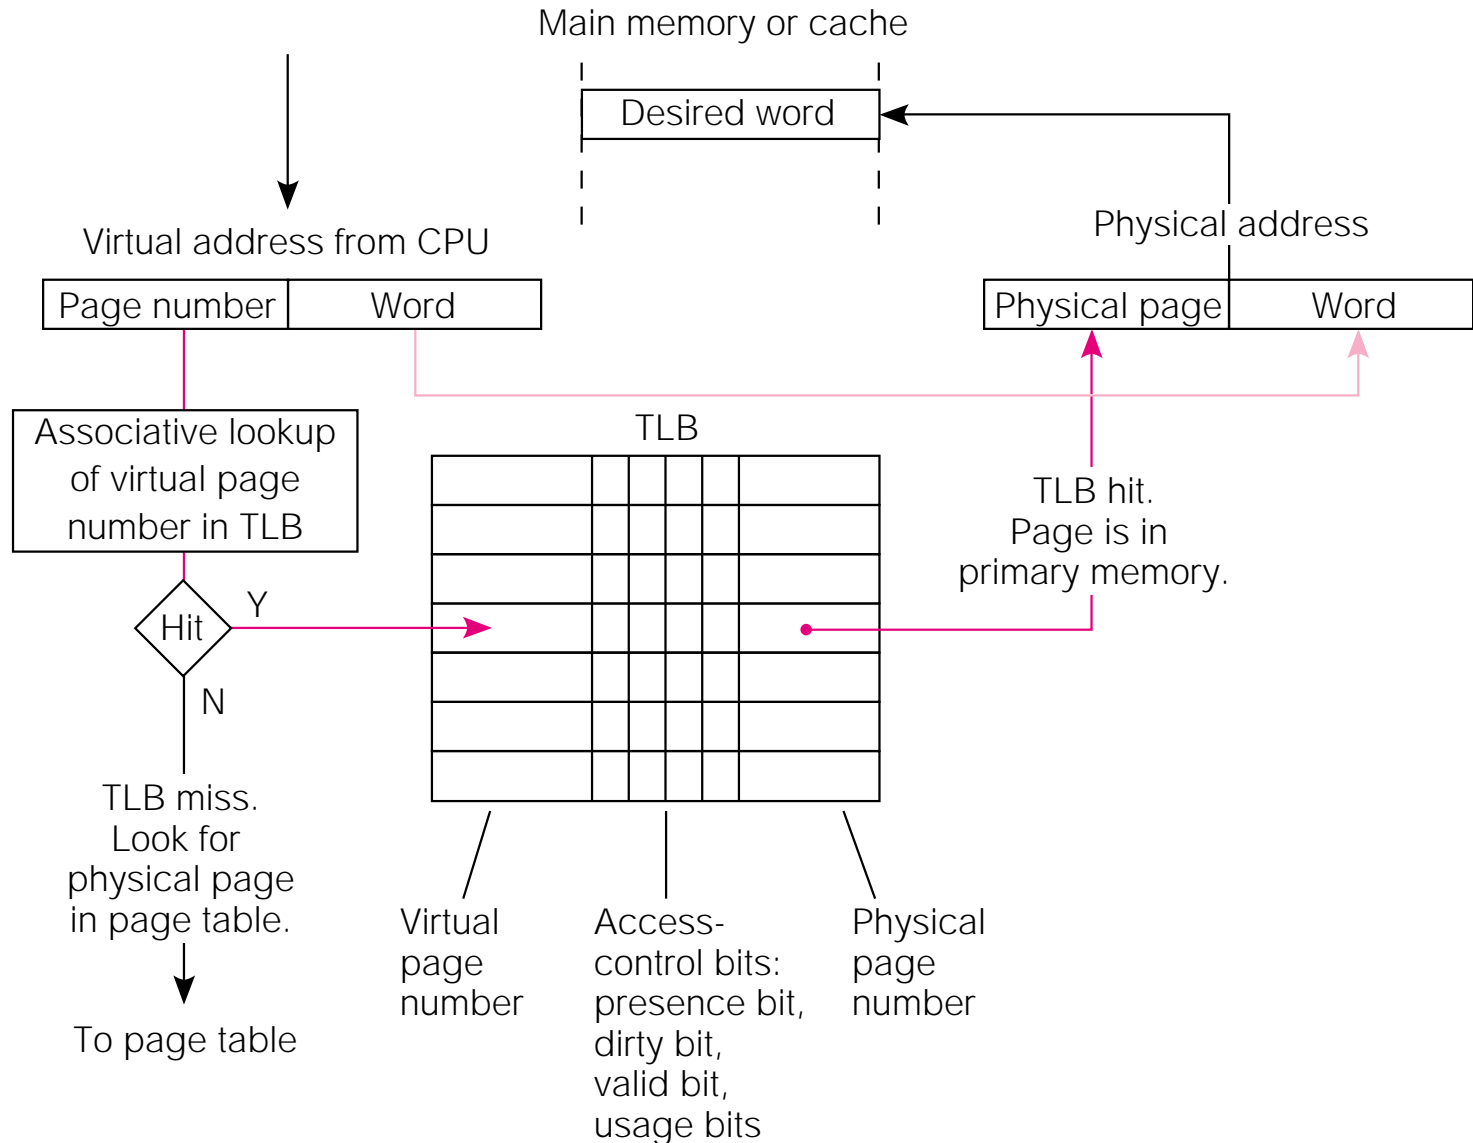 Main memory or cache
Desired word
Virtual address from CPU
Physical address
Page number
Word
Physical page
Word
Associative lookup
of virtual page
number in TLB
TLB
TLB hit.
Page is in
primary memory.
Hit
Y
N
TLB miss.
Look for
physical page
in page table.
To page table
Virtual
page
number
Access-
control bits:
presence bit,
dirty bit,
valid bit,
usage bits
Physical
page
number